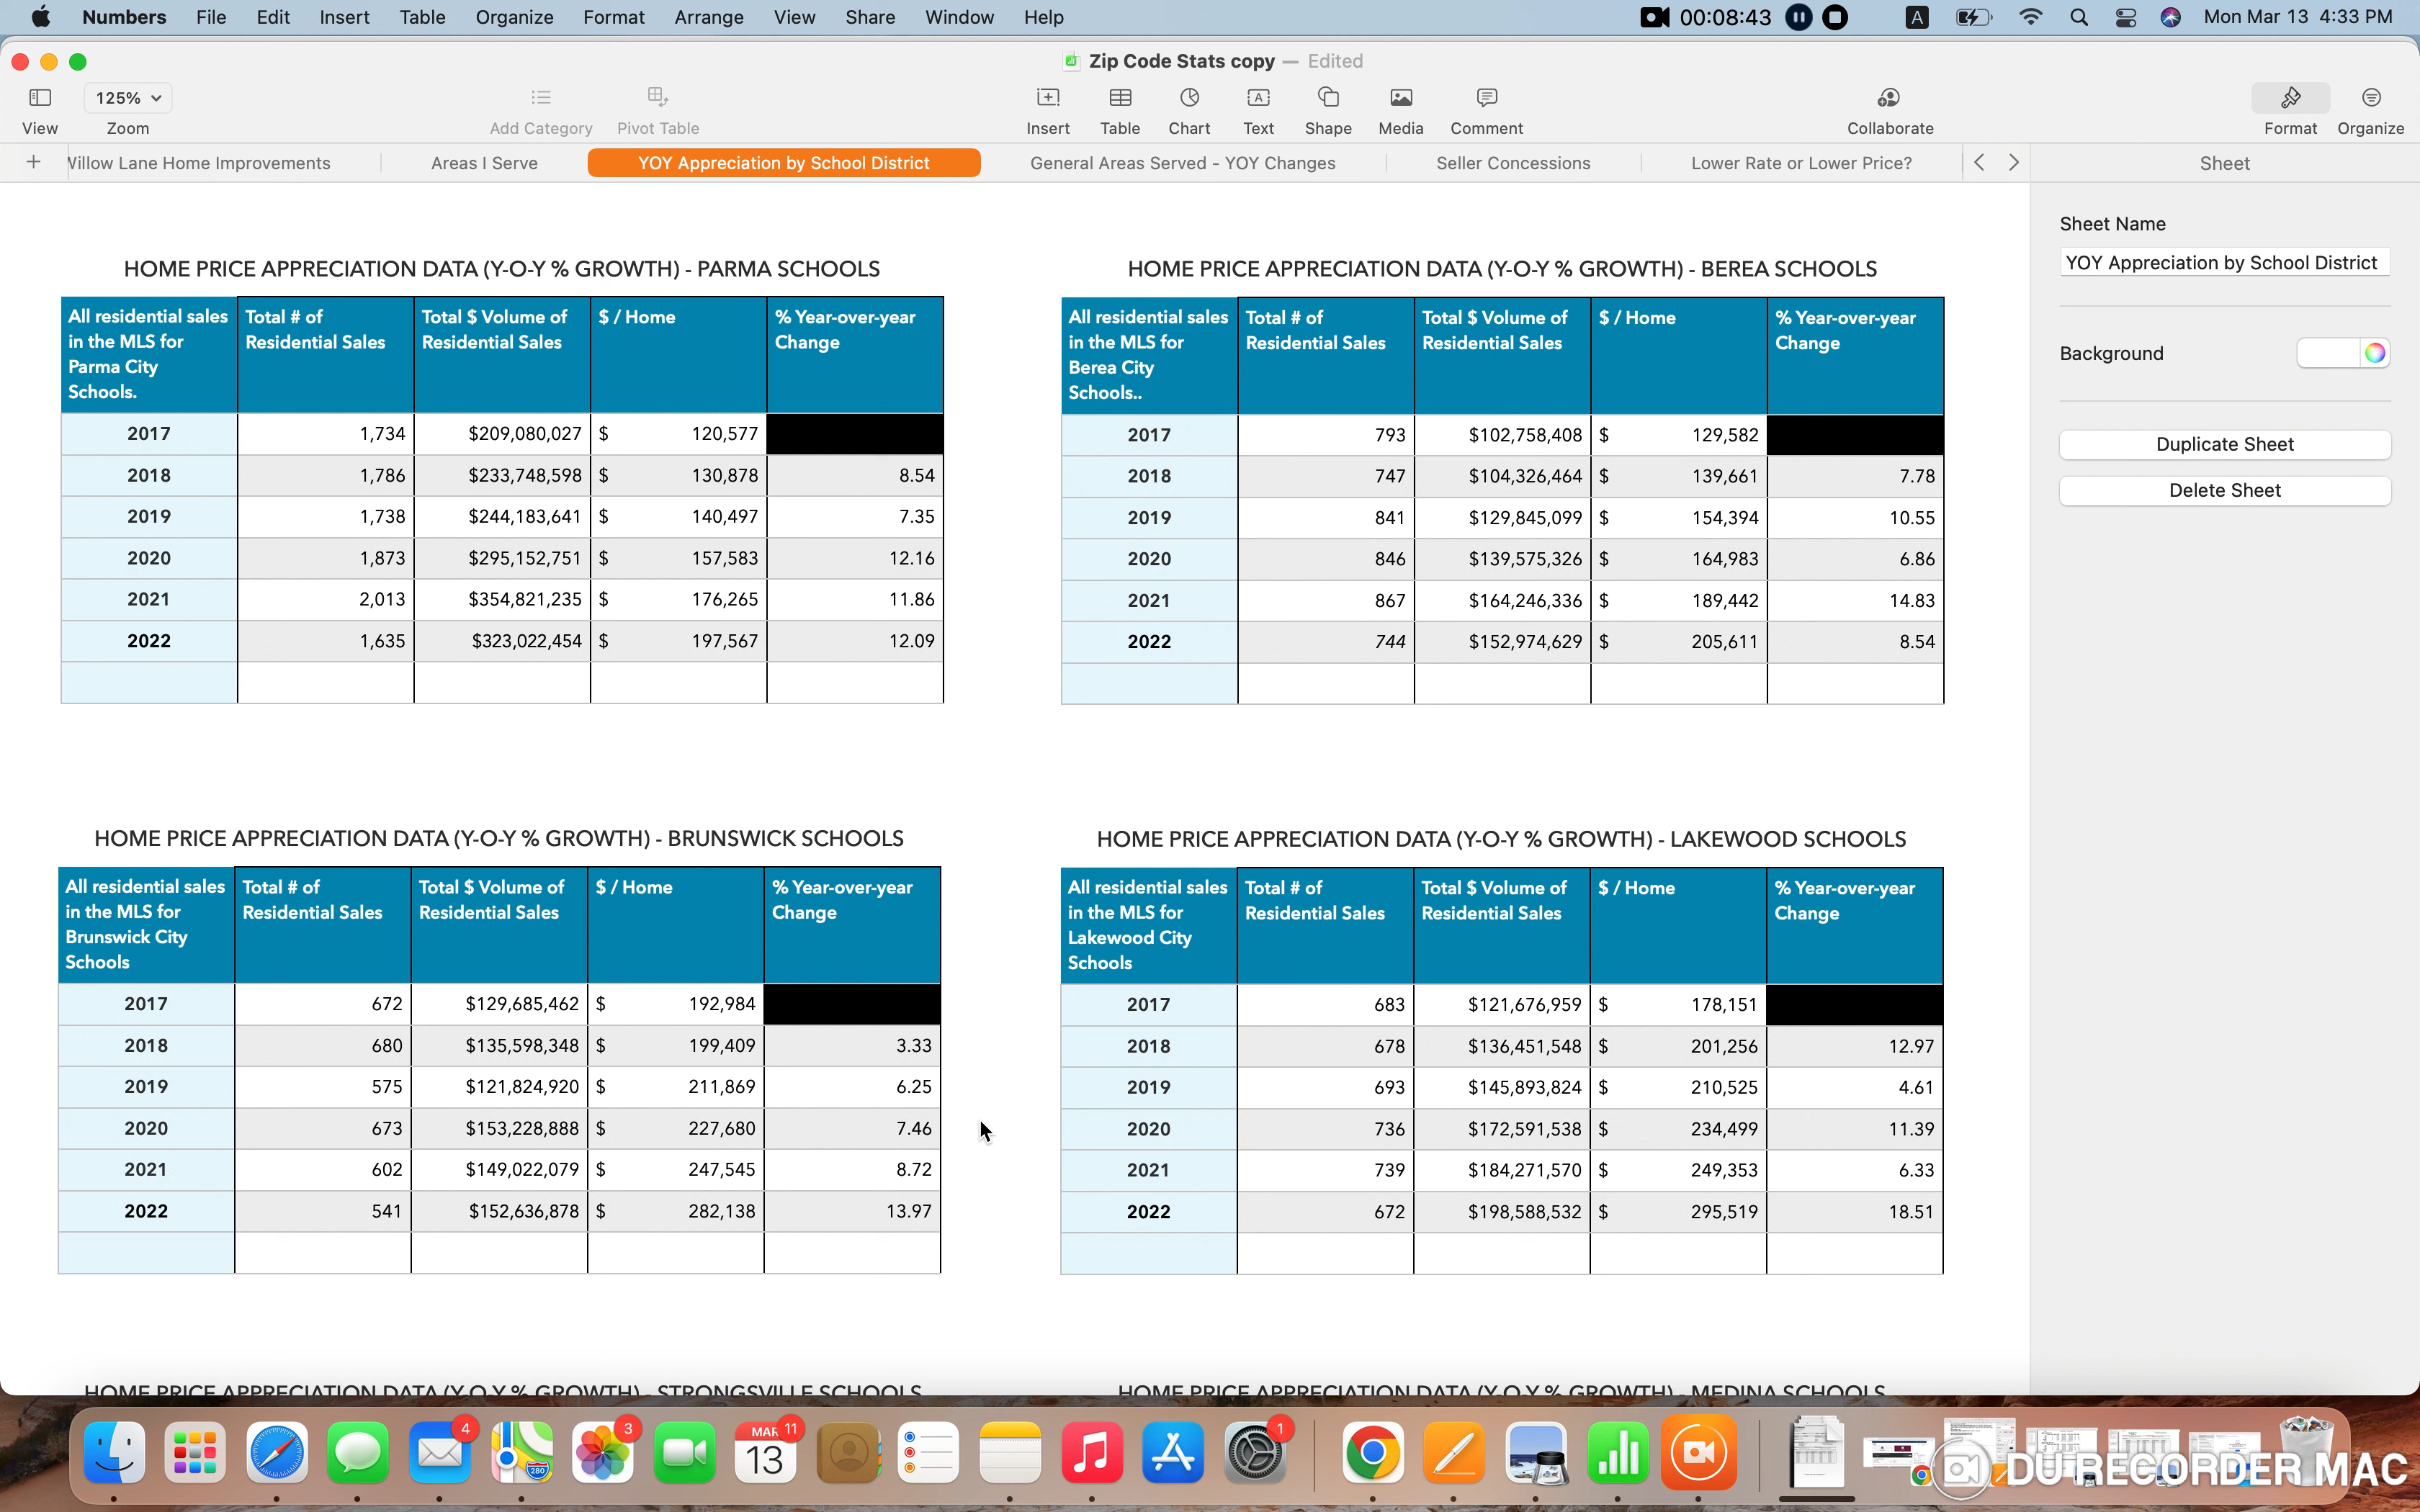 Numbers File Edit Insert Table Organize Format Arrange View Share Window Help 00:08:43 A Mon Mar 13 4:33 PM
Zip Code Stats copy — Edited
125%
View Zoom Add Category Pivot Table Insert Table Chart Text Shape Media Comment Collaborate Format Organize
Willow Lane Home Improvements Areas I Serve YOY Appreciation by School District General Areas Served - YOY Changes Seller Concessions Lower Rate or Lower Price? Sheet
Sheet Name
YOY Appreciation by School District
Background
Duplicate Sheet
Delete Sheet
HOME PRICE APPRECIATION DATA (Y-O-Y % GROWTH) - PARMA SCHOOLS
All residential sales in the MLS for Parma City Schools. Total # of Residential Sales Total $ Volume of Residential Sales $ / Home % Year-over-year Change
2017 1,734 $209,080,027 $ 120,577
2018 1,786 $233,748,598 $ 130,878 8.54
2019 1,738 $244,183,641 $ 140,497 7.35
2020 1,873 $295,152,751 $ 157,583 12.16
2021 2,013 $354,821,235 $ 176,265 11.86
2022 1,635 $323,022,454 $ 197,567 12.09
HOME PRICE APPRECIATION DATA (Y-O-Y % GROWTH) - BEREA SCHOOLS
All residential sales in the MLS for Berea City Schools.. Total # of Residential Sales Total $ Volume of Residential Sales $ / Home % Year-over-year Change
2017 793 $102,758,408 $ 129,582
2018 747 $104,326,464 $ 139,661 7.78
2019 841 $129,845,099 $ 154,394 10.55
2020 846 $139,575,326 $ 164,983 6.86
2021 867 $164,246,336 $ 189,442 14.83
2022 744 $152,974,629 $ 205,611 8.54
HOME PRICE APPRECIATION DATA (Y-O-Y % GROWTH) - BRUNSWICK SCHOOLS
All residential sales in the MLS for Brunswick City Schools Total # of Residential Sales Total $ Volume of Residential Sales $ / Home % Year-over-year Change
2017 672 $129,685,462 $ 192,984
2018 680 $135,598,348 $ 199,409 3.33
2019 575 $121,824,920 $ 211,869 6.25
2020 673 $153,228,888 $ 227,680 7.46
2021 602 $149,022,079 $ 247,545 8.72
2022 541 $152,636,878 $ 282,138 13.97
HOME PRICE APPRECIATION DATA (Y-O-Y % GROWTH) - LAKEWOOD SCHOOLS
All residential sales in the MLS for Lakewood City Schools Total # of Residential Sales Total $ Volume of Residential Sales $ / Home % Year-over-year Change
2017 683 $121,676,959 $ 178,151
2018 678 $136,451,548 $ 201,256 12.97
2019 693 $145,893,824 $ 210,525 4.61
2020 736 $172,591,538 $ 234,499 11.39
2021 739 $184,271,570 $ 249,353 6.33
2022 672 $198,588,532 $ 295,519 18.51
HOME PRICE APPRECIATION DATA (Y-O-Y % GROWTH) - STRONGSVILLE SCHOOLS
HOME PRICE APPRECIATION DATA (Y-O-Y % GROWTH) - MEDINA SCHOOLS
4 3 MAR 11 1
13
280
DU RECORDER MAC